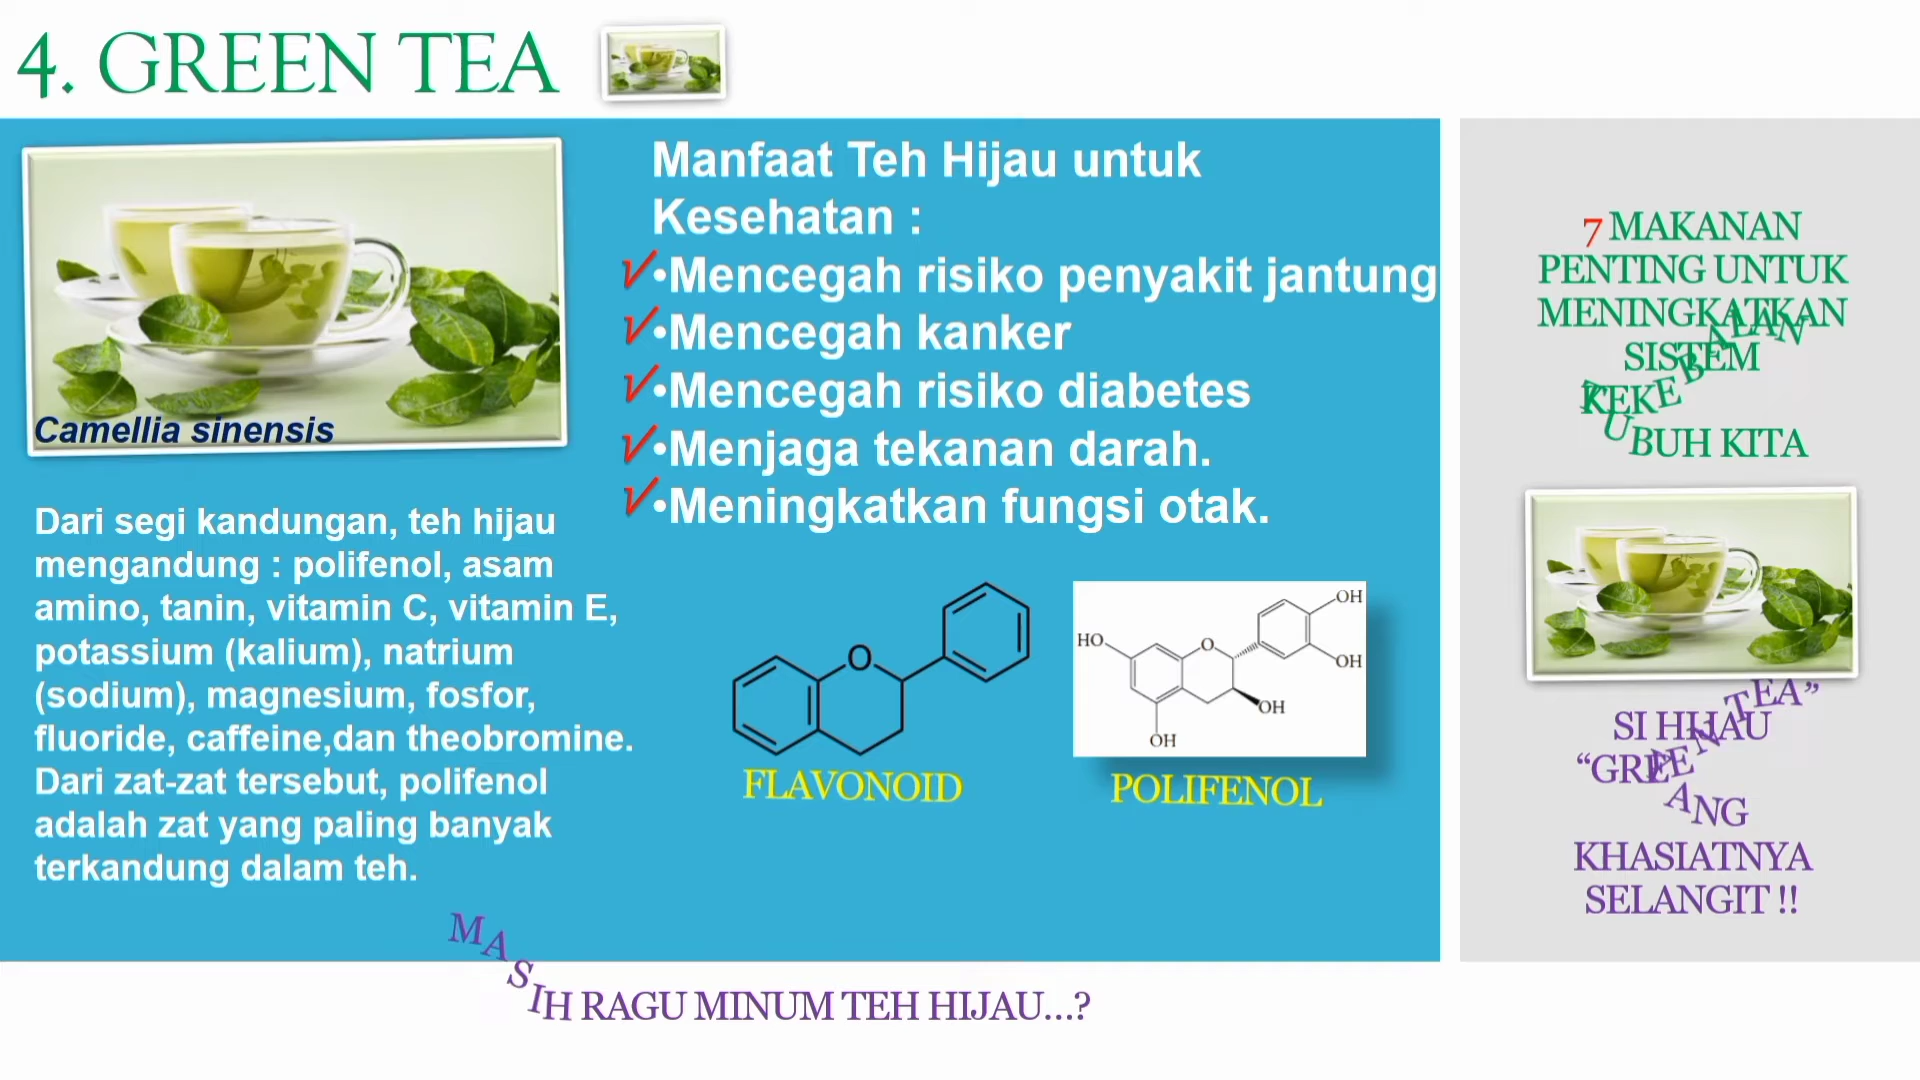 4. GREEN TEA
Camellia sinensis
Dari segi kandungan, teh hijau
mengandung : polifenol, asam
amino, tanin, vitamin C, vitamin E,
potassium (kalium), natrium
(sodium), magnesium, fosfor,
fluoride, caffeine,dan theobromine.
Dari zat-zat tersebut, polifenol
adalah zat yang paling banyak
terkandung dalam teh.
Manfaat Teh Hijau untuk
Kesehatan :
•Mencegah risiko penyakit jantung
•Mencegah kanker
•Mencegah risiko diabetes
•Menjaga tekanan darah.
•Meningkatkan fungsi otak.
O
FLAVONOID
HO
O
OH
OH
OH
OH
POLIFENOL
7 MAKANAN
PENTING UNTUK
MENINGKATKAN
SISTEM
KEKEBALAN
TUBUH KITA
SI HIJAU
“GREEN TEA”
YANG
KHASIATNYA
SELANGIT !!
MASIH RAGU MINUM TEH HIJAU...?